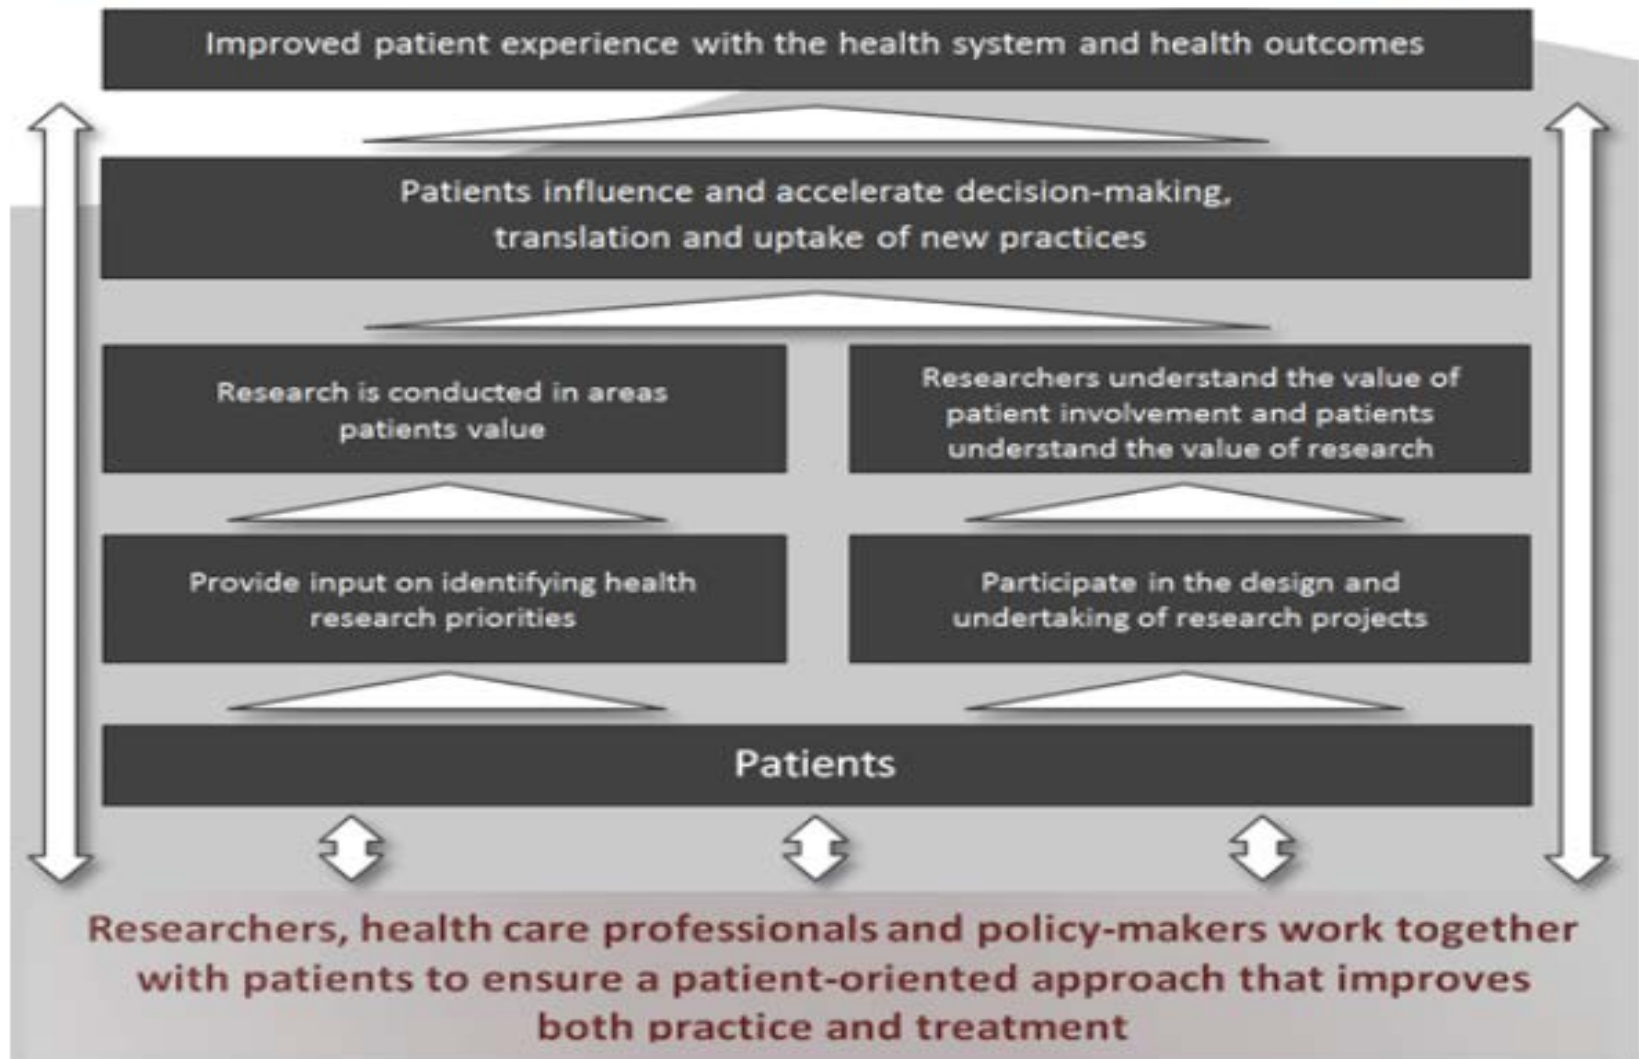 Improved patient experience with the health system and health outcomes
Patients influence and accelerate decision-making,
translation and uptake of new practices
Research is conducted in areas
patients value
Researchers understand the value of
patient involvement and patients
understand the value of research
Provide input on identifying health
research priorities
Participate in the design and
undertaking of research projects
Patients
Researchers, health care professionals and policy-makers work together
with patients to ensure a patient-oriented approach that improves
both practice and treatment